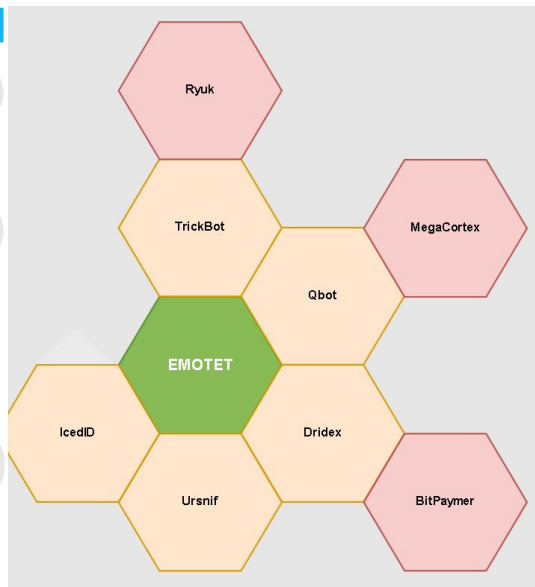 Ryuk
TrickBot
MegaCortex
Qbot
EMOTET
IcedID
Dridex
Ursnif
BitPaymer